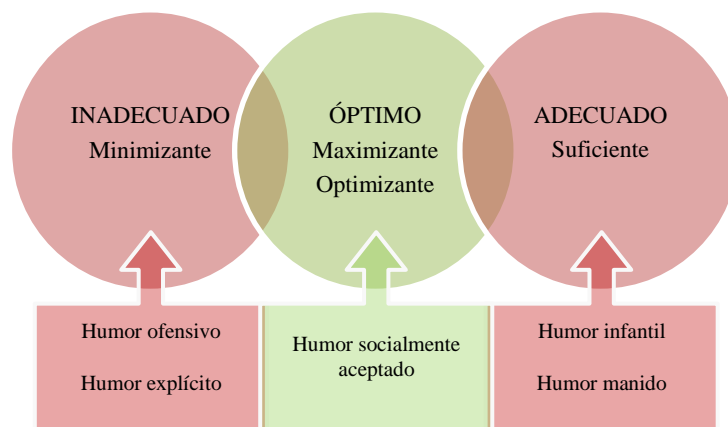 INADECUADO
Minimizante
ÓPTIMO
Maximizante
Optimizante
ADECUADO
Suficiente
Humor ofensivo
Humor explícito
Humor socialmente
aceptado
Humor infantil
Humor manido